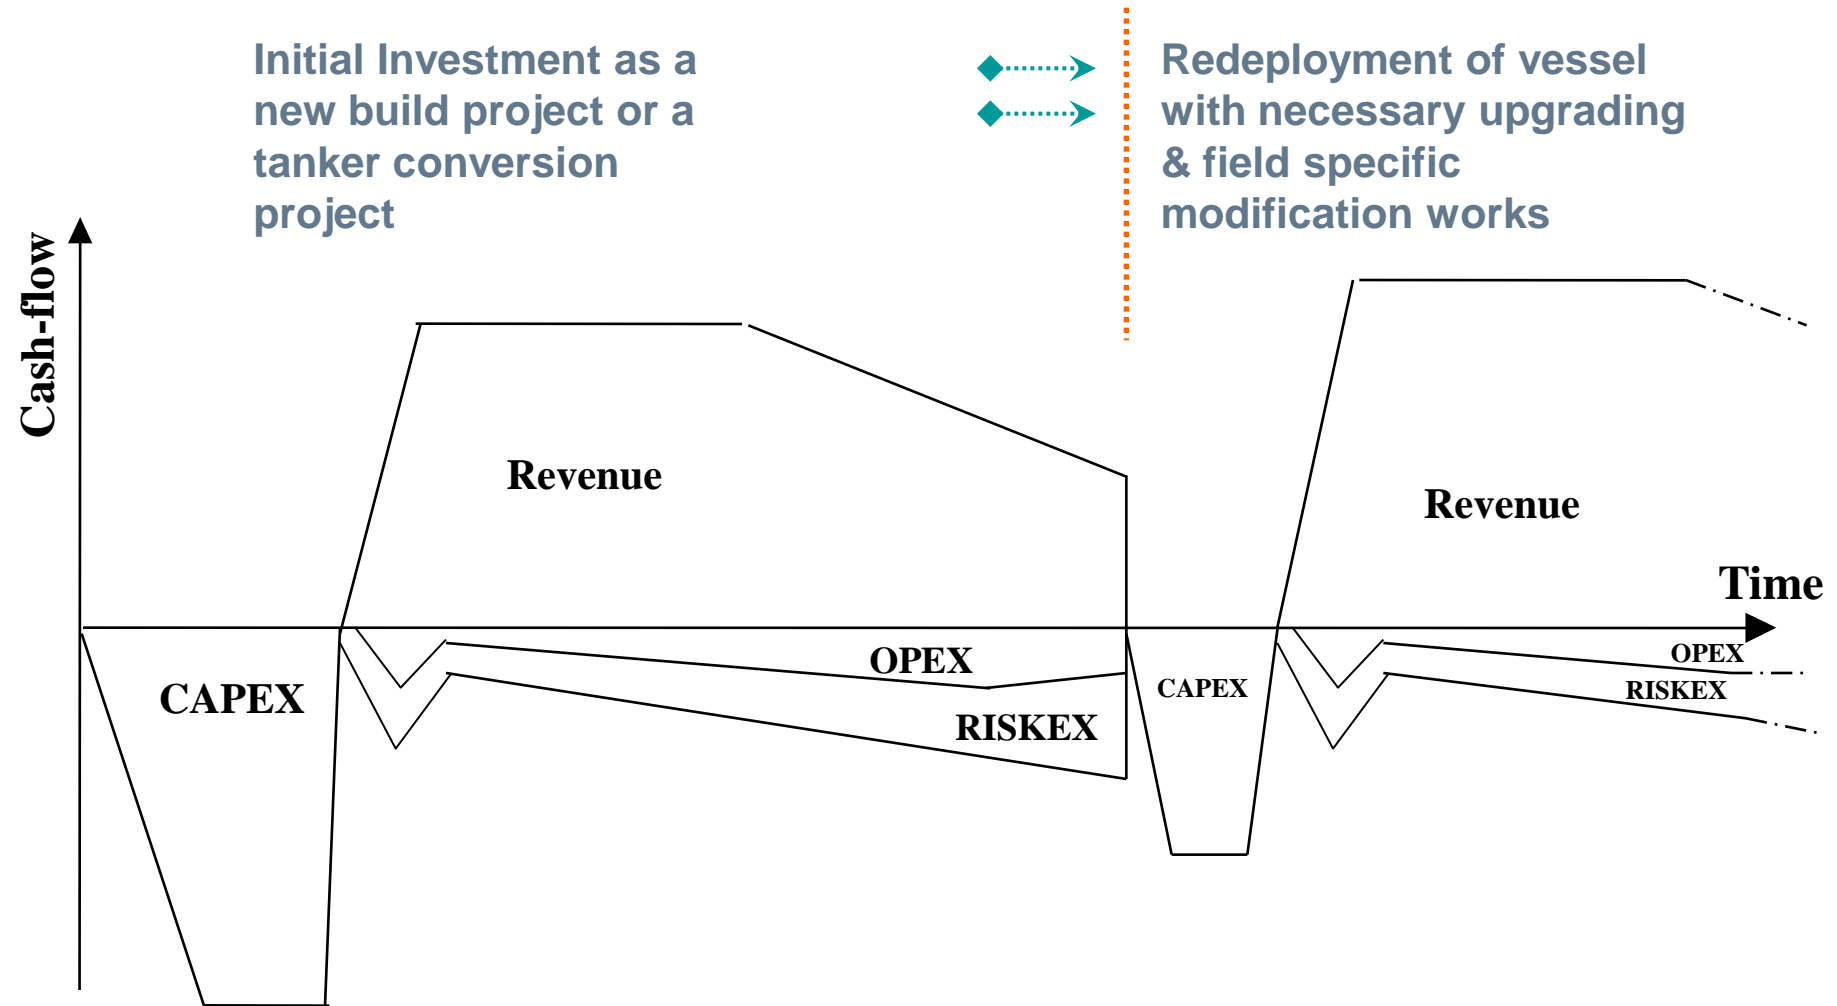 Initial Investment as a
new build project or a
tanker conversion
project
Redeployment of vessel
with necessary upgrading
& field specific
modification works
Cash-flow
Revenue
Revenue
Time
OPEX
RISKEX
CAPEX
CAPEX
OPEX
RISKEX